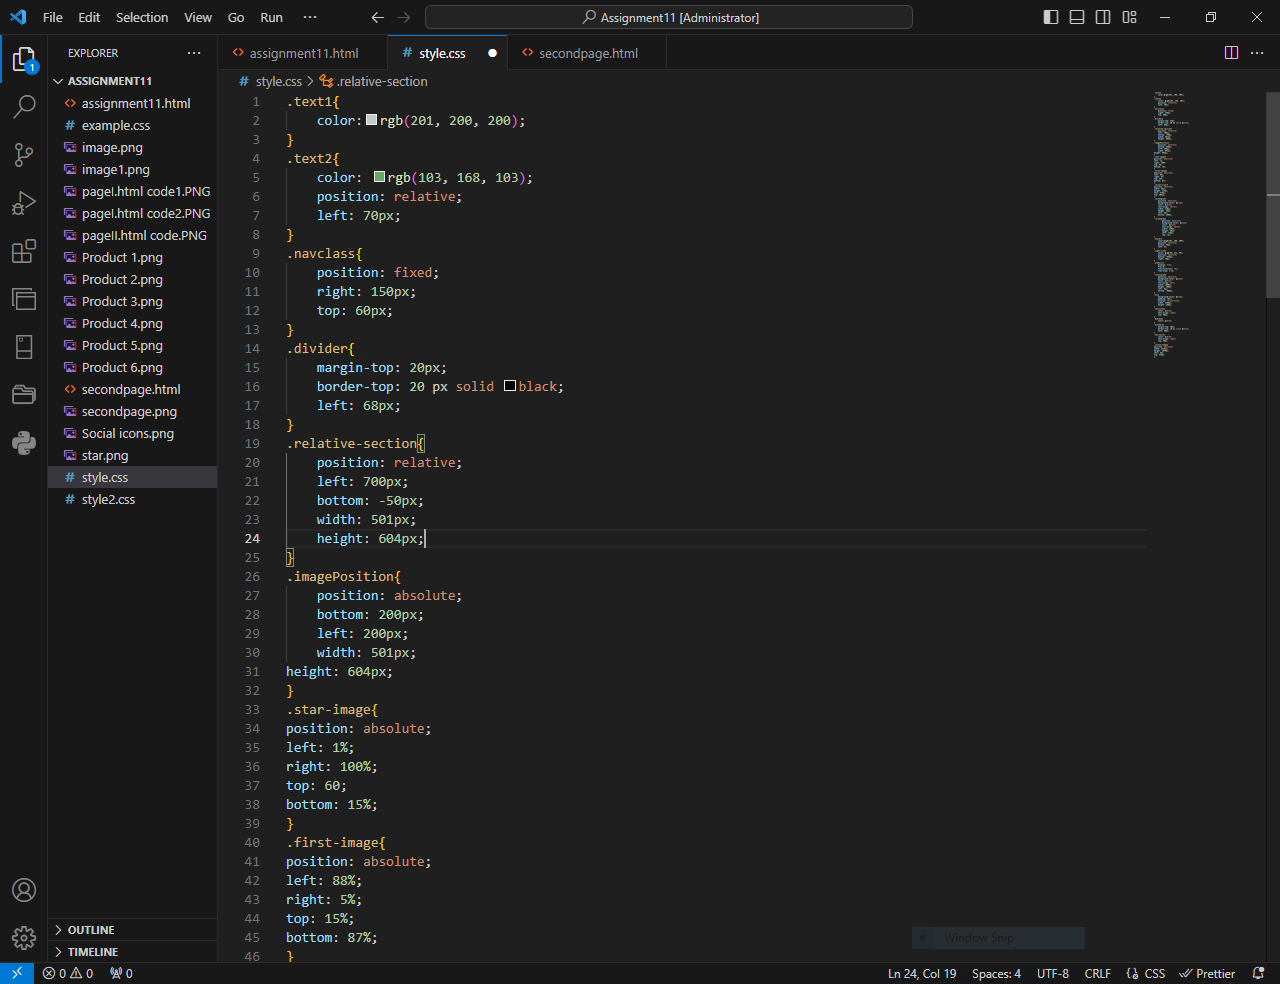 File Edit Selection View Go Run ··· Assignment11 [Administrator]
EXPLORER ···
ASSIGNMENT11
assignment11.html
example.css
image.png
image1.png
pageI.html code1.PNG
pageI.html code2.PNG
pageII.html code.PNG
Product 1.png
Product 2.png
Product 3.png
Product 4.png
Product 5.png
Product 6.png
secondpage.html
secondpage.png
Social icons.png
star.png
style.css
style2.css
OUTLINE
TIMELINE
assignment11.html style.css secondpage.html
style.css > .relative-section
1 .text1{
2 color: rgb(201, 200, 200);
3 }
4 .text2{
5 color: rgb(103, 168, 103);
6 position: relative;
7 left: 70px;
8 }
9 .navclass{
10 position: fixed;
11 right: 150px;
12 top: 60px;
13 }
14 .divider{
15 margin-top: 20px;
16 border-top: 20 px solid black;
17 left: 68px;
18 }
19 .relative-section{
20 position: relative;
21 left: 700px;
22 bottom: -50px;
23 width: 501px;
24 height: 604px;
25 }
26 .imagePosition{
27 position: absolute;
28 bottom: 200px;
29 left: 200px;
30 width: 501px;
31 height: 604px;
32 }
33 .star-image{
34 position: absolute;
35 left: 1%;
36 right: 100%;
37 top: 60;
38 bottom: 15%;
39 }
40 .first-image{
41 position: absolute;
42 left: 88%;
43 right: 5%;
44 top: 15%;
45 bottom: 87%;
46 }
Window Snip
1
0 0 0 Ln 24, Col 19 Spaces: 4 UTF-8 CRLF {} CSS Prettier